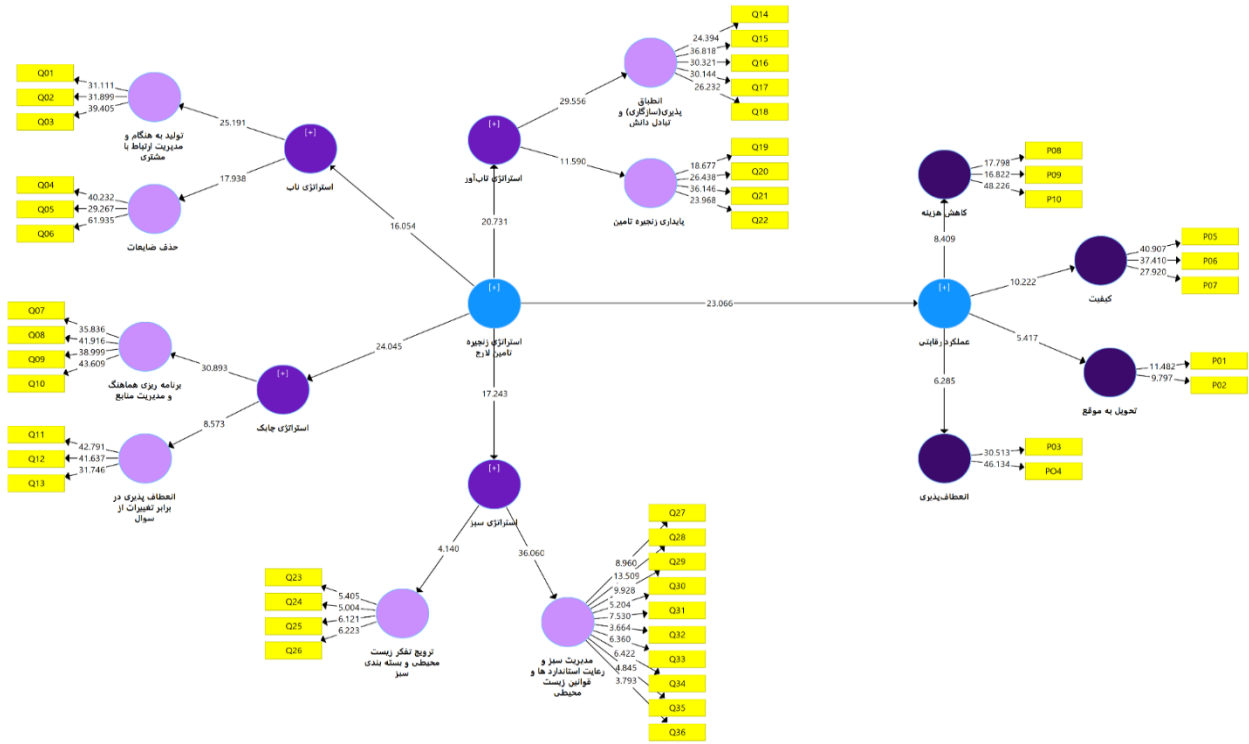 Q01
Q02
Q03
31.111
31.899
39.405
تولید به هنگام و
مدیریت ارتباط با
مشتری
25.191
[+]
استراتژی ناب
17.938
Q04
Q05
Q06
40.232
29.267
61.935
حذف ضایعات
16.054
Q14
Q15
Q16
Q17
Q18
24.394
36.818
30.321
30.144
26.232
انطباق
پذیری(سازگاری) و
تبادل دانش
29.556
[+]
استراتژی تاب‌آور
11.590
Q19
Q20
Q21
Q22
18.677
26.438
36.146
23.968
پایداری زنجیره تامین
20.731
[+]
استراتژی زنجیره
تامین لارج
23.066
P08
P09
P10
17.798
16.822
48.226
کاهش هزینه
8.409
P05
P06
P07
40.907
37.410
27.920
کیفیت
10.222
[+]
عملکرد رقابتی
5.417
P01
P02
11.482
9.797
تحویل به موقع
6.285
P03
PO4
30.513
46.134
انعطاف‌پذیری
Q07
Q08
Q09
Q10
35.836
41.916
38.999
43.609
برنامه ریزی هماهنگ
و مدیریت منابع
30.893
24.045
[+]
استراتژی چابک
8.573
Q11
Q12
Q13
42.791
41.637
31.746
انعطاف پذیری در
برابر تغییرات از
سوال
17.243
[+]
استراتژی سبز
4.140
36.060
Q23
Q24
Q25
Q26
5.405
5.004
6.121
6.223
ترویج تفکر زیست
محیطی و بسته بندی
سبز
Q27
Q28
Q29
Q30
Q31
Q32
Q33
Q34
Q35
Q36
8.960
13.509
9.928
5.204
7.530
3.664
6.360
6.422
4.845
3.793
مدیریت سبز و
رعایت استاندارد ها و
قوانین زیست
محیطی